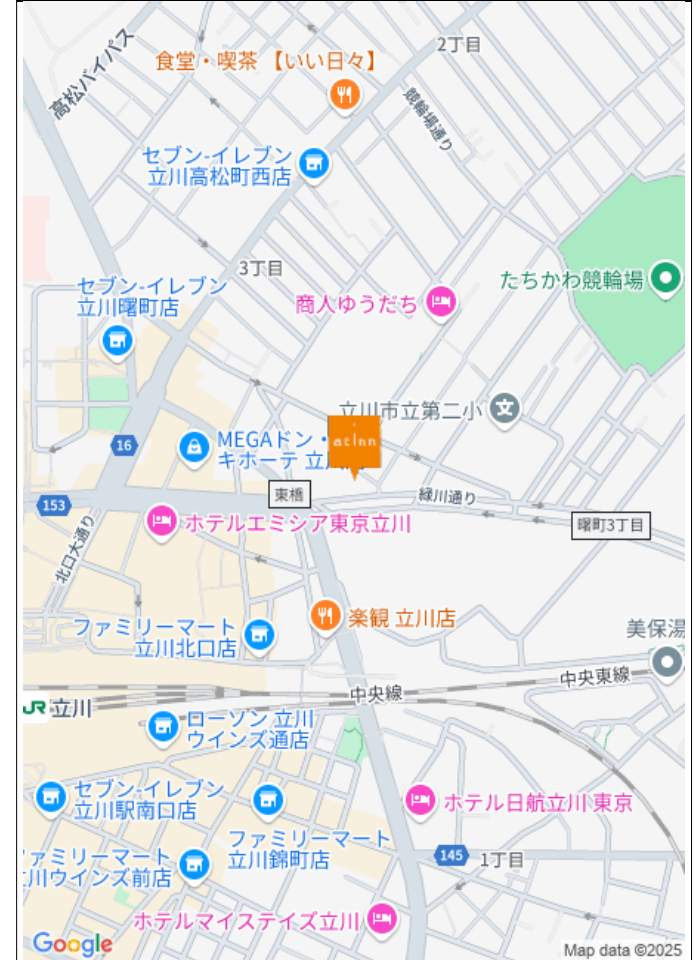 2丁目
食堂・喫茶 【いい日々】
高松バイパス
競輪場通り
セブン-イレブン
立川高松町西店
3丁目
たちかわ競輪場
セブン-イレブン
立川曙町店
商人ゆうだち
立川市立第二小
文
atinn
16
MEGAドン・
キホーテ 立川
153
東橋
緑川通り
ホテルエミシア東京立川
曙町3丁目
北口大通り
楽観 立川店
ファミリーマート
立川北口店
美保湯
中央東線
中央線
JR 立川
ローソン 立川
ウインズ通店
セブン-イレブン
立川駅南口店
ホテル日航立川 東京
ファミリーマート
立川錦町店
ァミリーマート
川ウインズ前店
145
1丁目
ホテルマイステイズ立川
Google
Map data ©2025